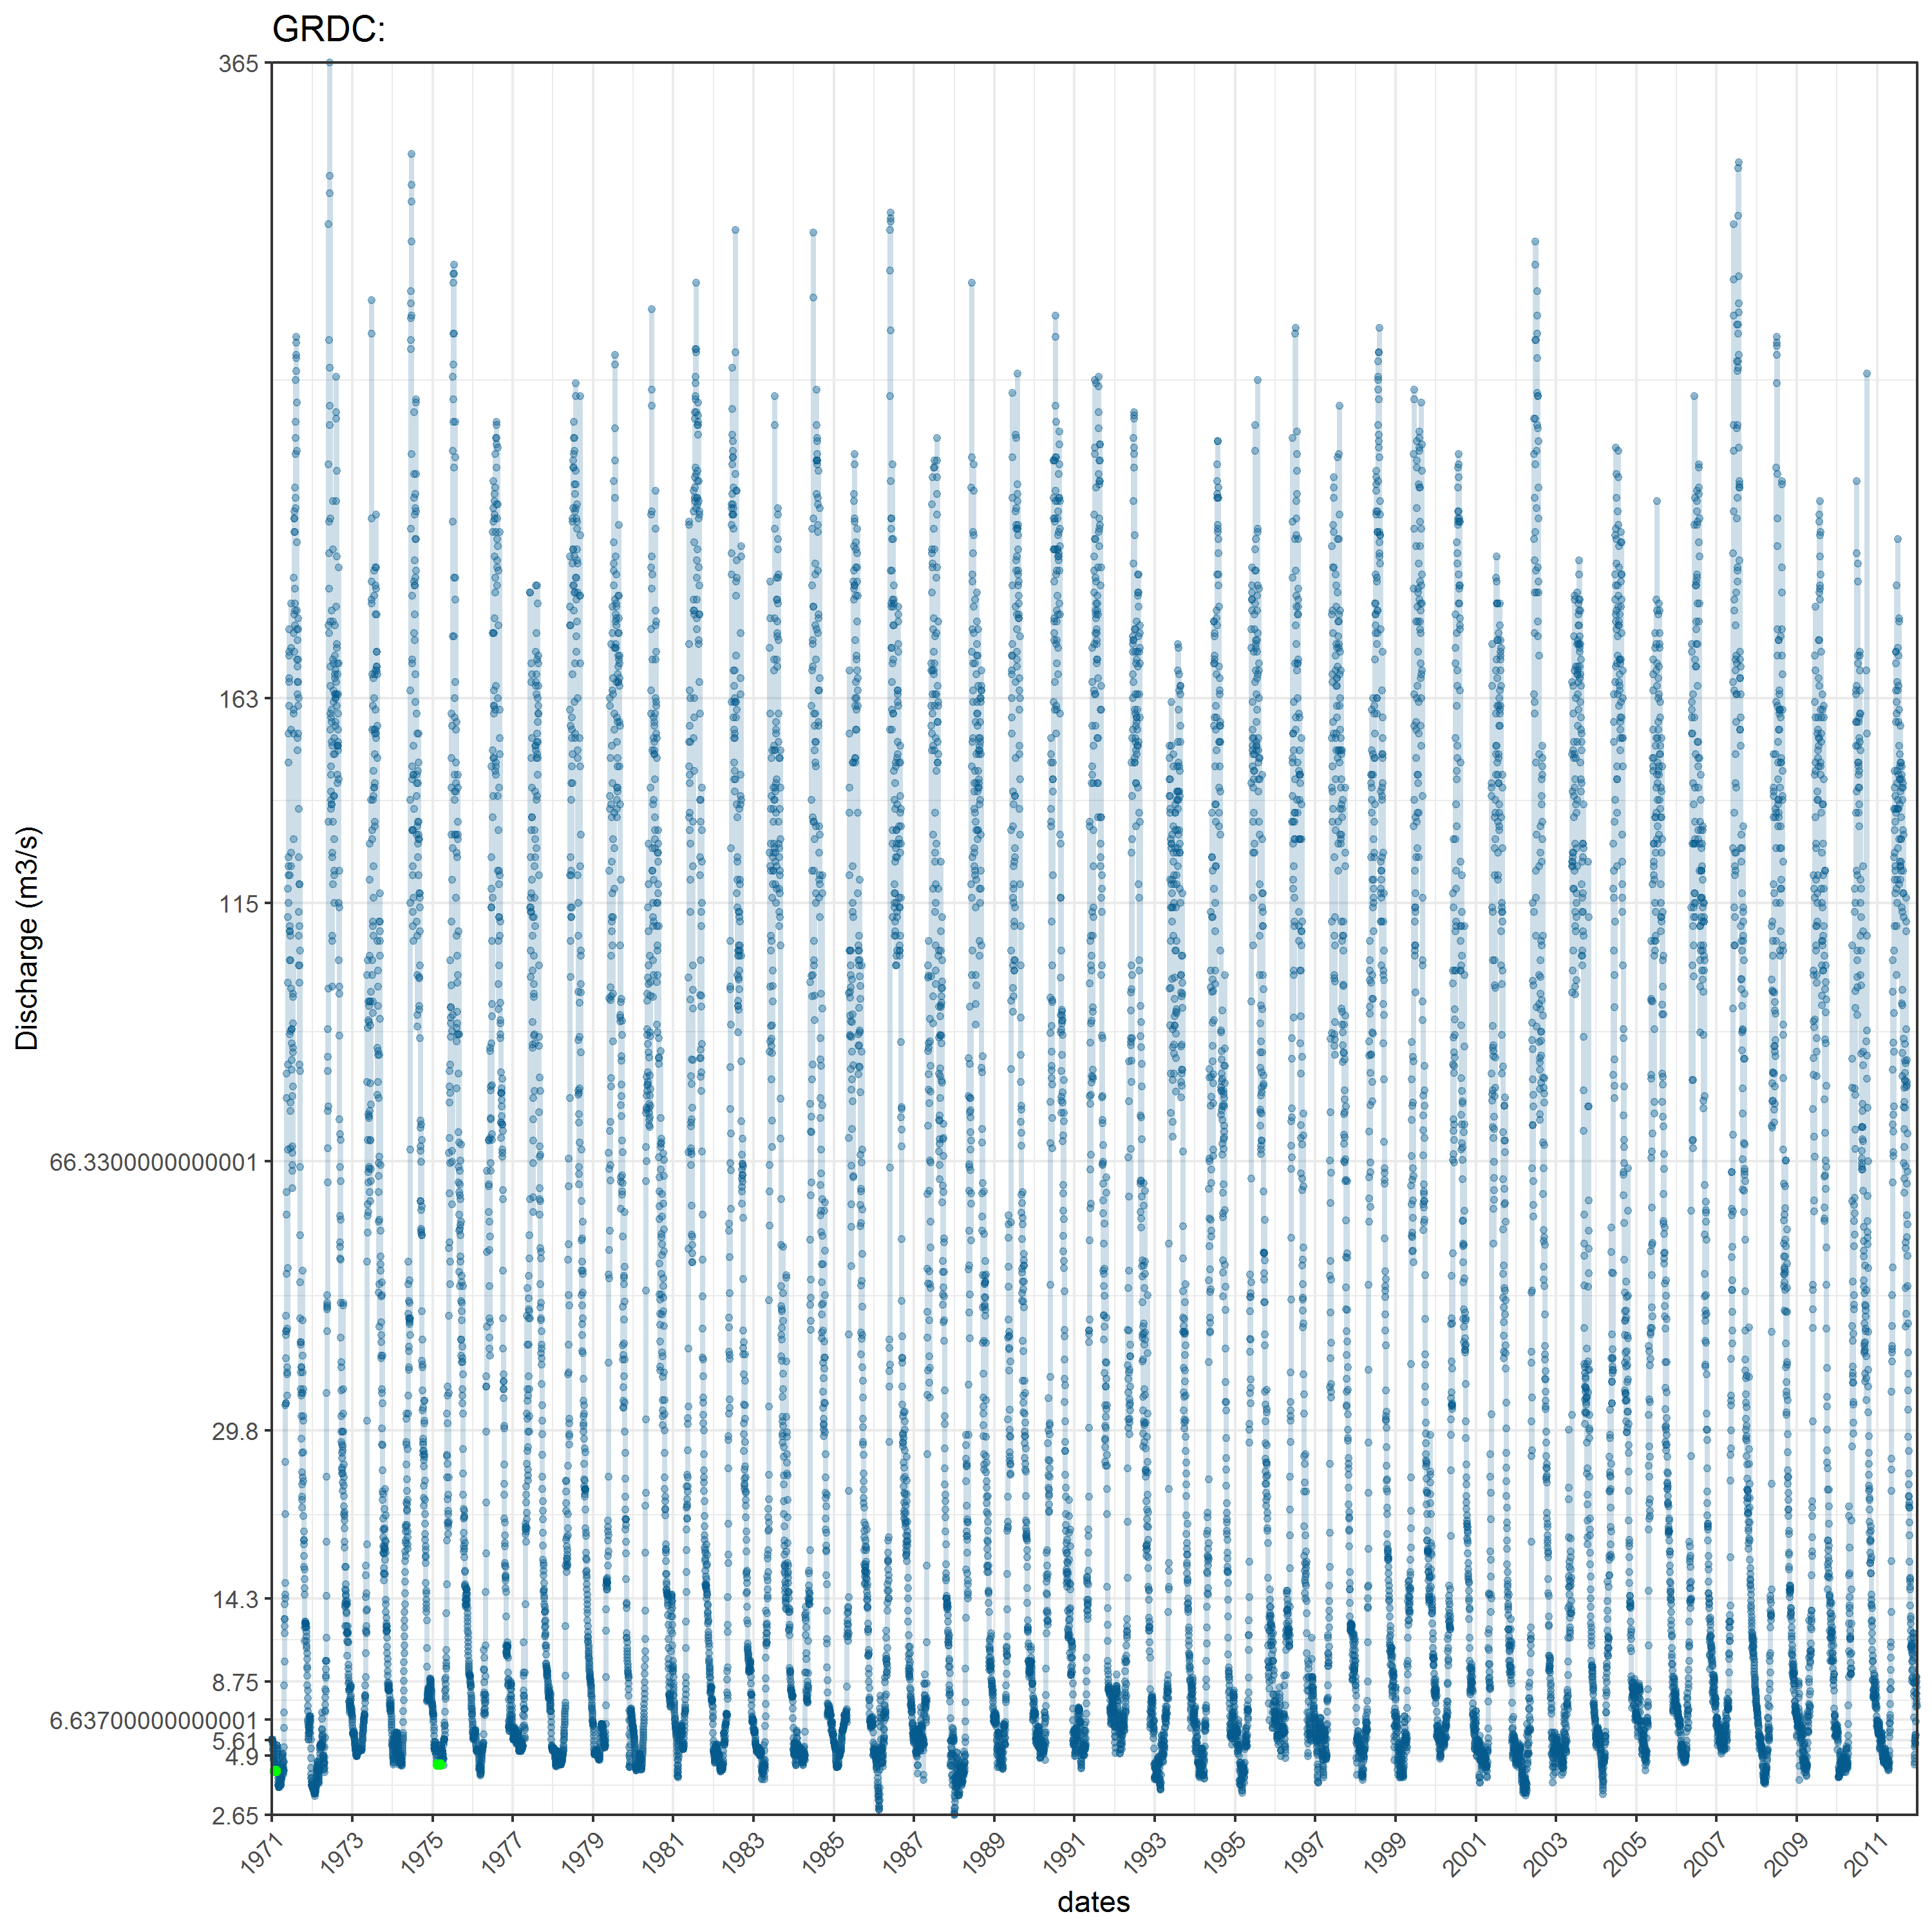 GRDC:
365
163
115
66.3300000000001
29.8
14.3
8.75
6.63700000000001
5.61
4.9
2.65
Discharge (m3/s)
1971 1973 1975 1977 1979 1981 1983 1985 1987 1989 1991 1993 1995 1997 1999 2001 2003 2005 2007 2009 2011
dates